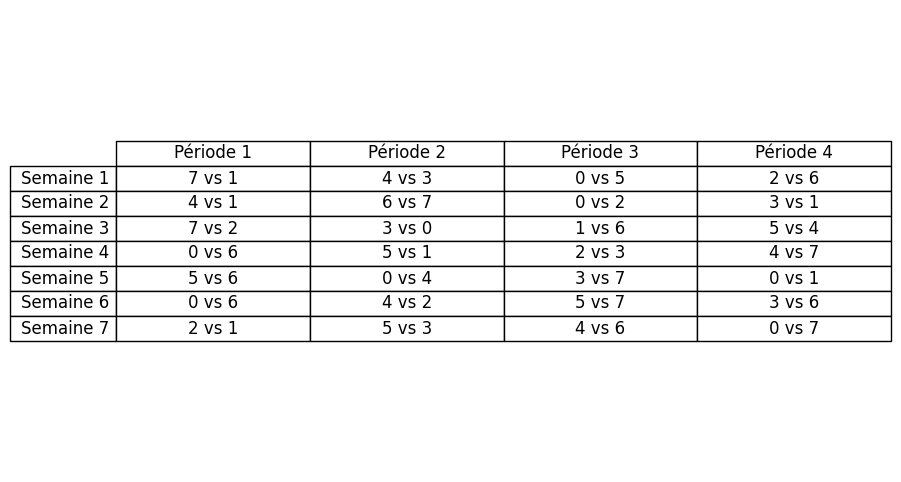 Période 1 Période 2 Période 3 Période 4
Semaine 1 7 vs 1 4 vs 3 0 vs 5 2 vs 6
Semaine 2 4 vs 1 6 vs 7 0 vs 2 3 vs 1
Semaine 3 7 vs 2 3 vs 0 1 vs 6 5 vs 4
Semaine 4 0 vs 6 5 vs 1 2 vs 3 4 vs 7
Semaine 5 5 vs 6 0 vs 4 3 vs 7 0 vs 1
Semaine 6 0 vs 6 4 vs 2 5 vs 7 3 vs 6
Semaine 7 2 vs 1 5 vs 3 4 vs 6 0 vs 7